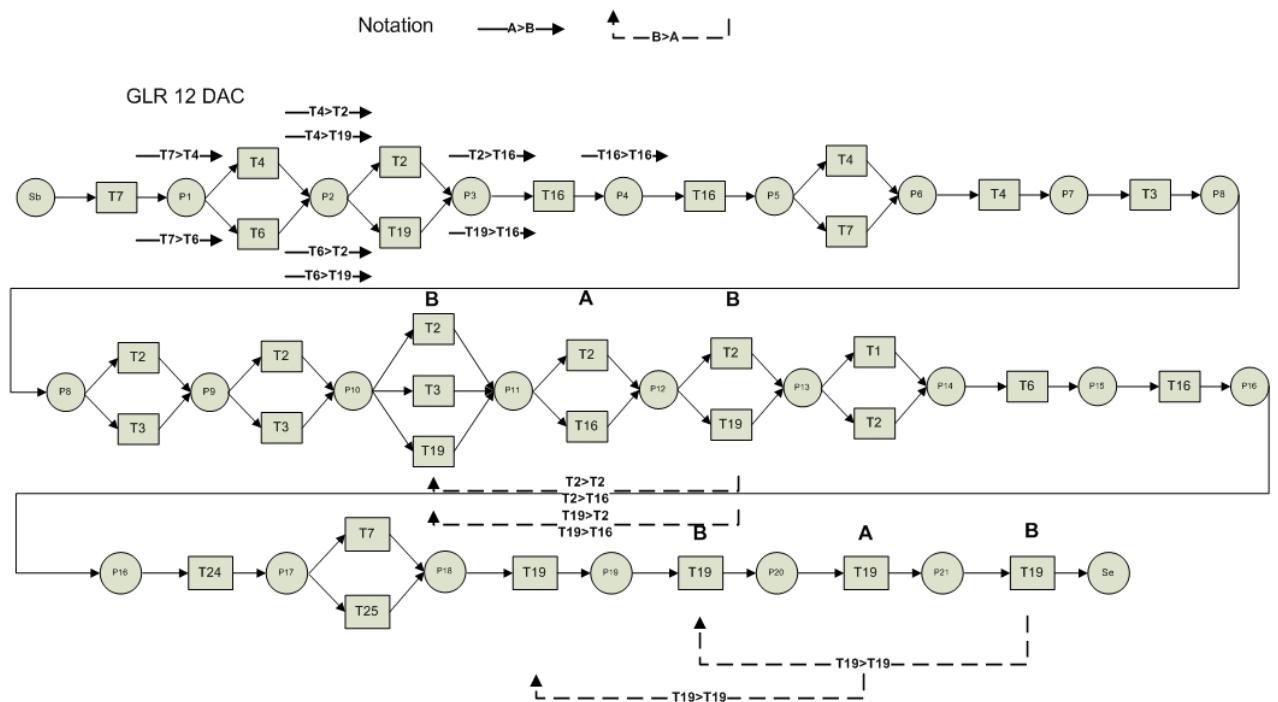 Notation A>B B>A
GLR 12 DAC
T4>T2
T4>T19
T7>T4 T2>T16 T16>T16
T4 T2 T4
Sb T7 P1 P2 P3 T16 P4 T16 P5 P6 T4 P7 T3 P8
T6 T19 T7
T7>T6 T19>T16
T6>T2
T6>T19
B A B
T2
T2 T2 T2 T2 T1
P8 P9 P10 T3 P11 P12 P13 P14 T6 P15 T16 P16
T3 T3 T16 T19 T2
T19
T2>T2
T2>T16
T19>T2
T19>T16
B A B
T7
P16 T24 P17 P18 T19 P19 T19 P20 T19 P21 T19 Se
T25
T19>T19
T19>T19